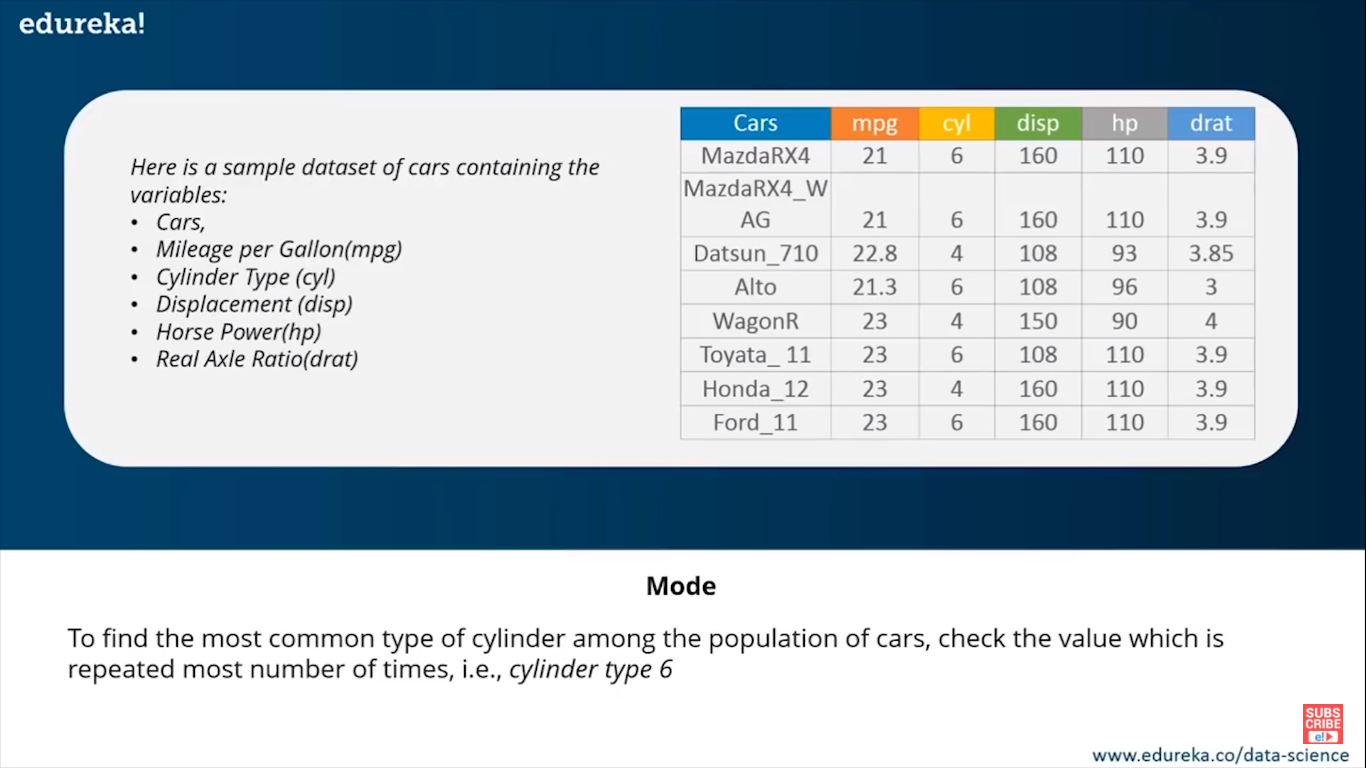 edureka!
Here is a sample dataset of cars containing the
variables:
• Cars,
• Mileage per Gallon(mpg)
• Cylinder Type (cyl)
• Displacement (disp)
• Horse Power(hp)
• Real Axle Ratio(drat)
Cars mpg cyl disp hp drat
MazdaRX4 21 6 160 110 3.9
MazdaRX4_W
AG 21 6 160 110 3.9
Datsun_710 22.8 4 108 93 3.85
Alto 21.3 6 108 96 3
WagonR 23 4 150 90 4
Toyata_ 11 23 6 108 110 3.9
Honda_12 23 4 160 110 3.9
Ford_11 23 6 160 110 3.9
Mode
To find the most common type of cylinder among the population of cars, check the value which is
repeated most number of times, i.e., cylinder type 6
SUBS
CRIBE
e!
www.edureka.co/data-science